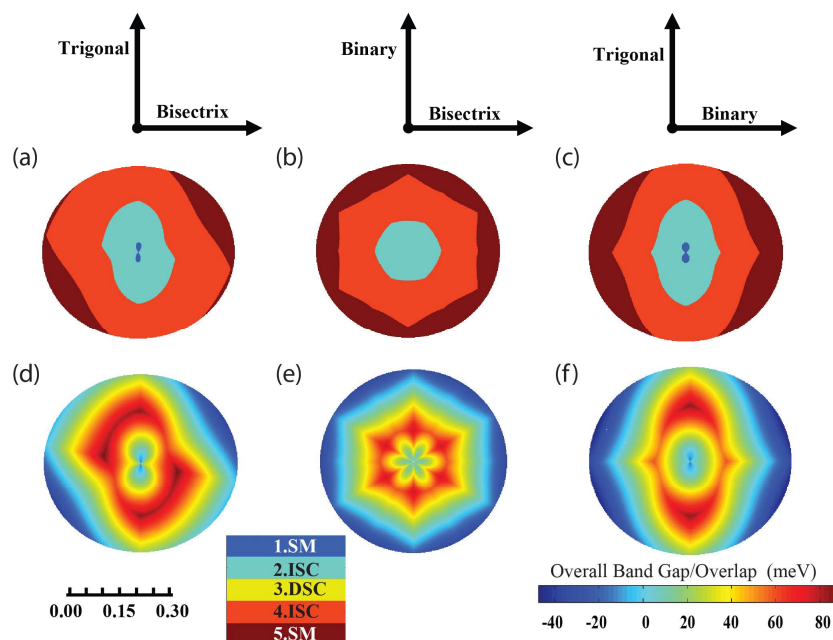 Trigonal
Bisectrix
Binary
Bisectrix
Trigonal
Binary
(a)
(b)
(c)
(d)
(e)
(f)
1.SM
2.ISC
3.DSC
4.ISC
5.SM
0.00 0.15 0.30
Overall Band Gap/Overlap (meV)
-40 -20 0 20 40 60 80